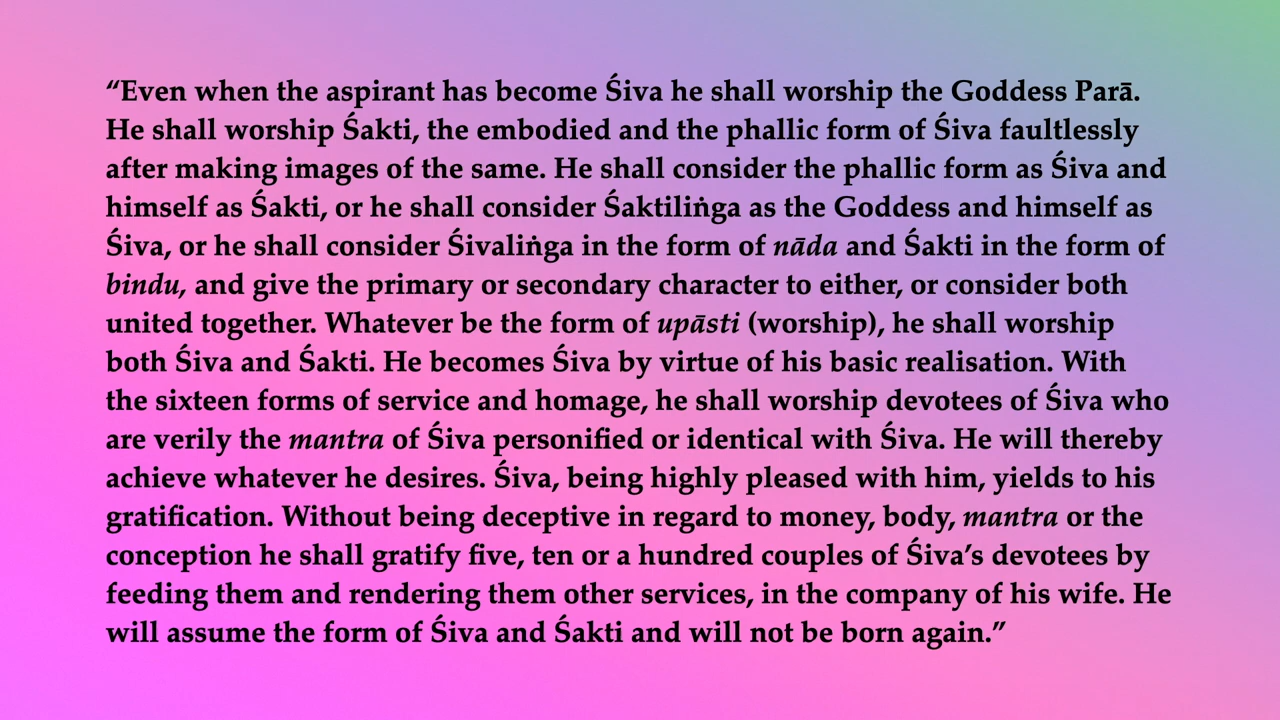 “Even when the aspirant has become Śiva he shall worship the Goddess Parā.
He shall worship Śakti, the embodied and the phallic form of Śiva faultlessly
after making images of the same. He shall consider the phallic form as Śiva and
himself as Śakti, or he shall consider Śaktiliṅga as the Goddess and himself as
Śiva, or he shall consider Śivaliṅga in the form of nāda and Śakti in the form of
bindu, and give the primary or secondary character to either, or consider both
united together. Whatever be the form of upāsti (worship), he shall worship
both Śiva and Śakti. He becomes Śiva by virtue of his basic realisation. With
the sixteen forms of service and homage, he shall worship devotees of Śiva who
are verily the mantra of Śiva personified or identical with Śiva. He will thereby
achieve whatever he desires. Śiva, being highly pleased with him, yields to his
gratification. Without being deceptive in regard to money, body, mantra or the
conception he shall gratify five, ten or a hundred couples of Śiva’s devotees by
feeding them and rendering them other services, in the company of his wife. He
will assume the form of Śiva and Śakti and will not be born again.”